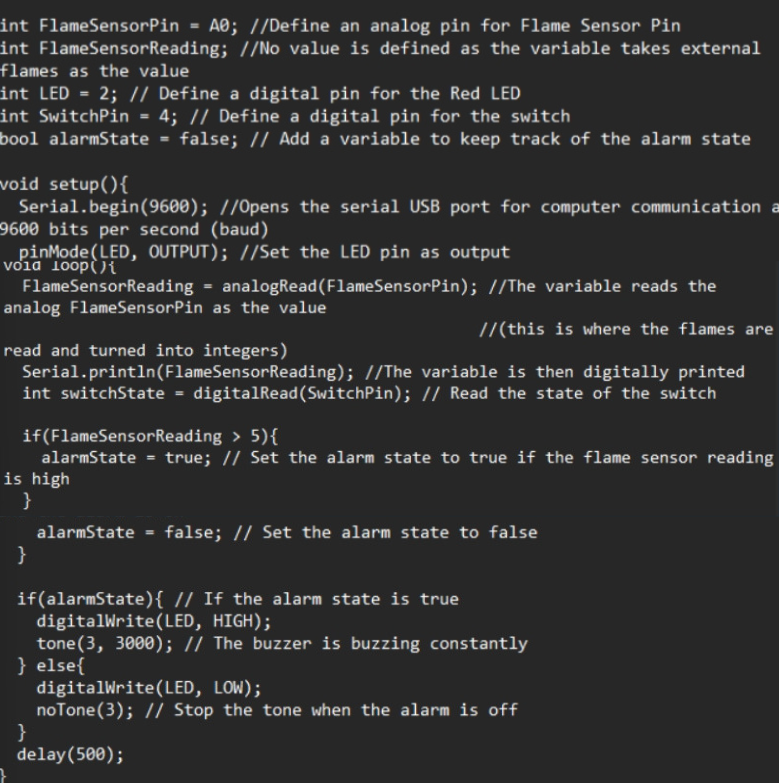 int FlameSensorPin = A0; //Define an analog pin for Flame Sensor Pin
int FlameSensorReading; //No value is defined as the variable takes external
flames as the value
int LED = 2; // Define a digital pin for the Red LED
int SwitchPin = 4; // Define a digital pin for the switch
bool alarmState = false; // Add a variable to keep track of the alarm state

void setup(){
  Serial.begin(9600); //Opens the serial USB port for computer communication a
9600 bits per second (baud)
  pinMode(LED, OUTPUT); //Set the LED pin as output
void loop(){
  FlameSensorReading = analogRead(FlameSensorPin); //The variable reads the
analog FlameSensorPin as the value
                                                  //(this is where the flames are
read and turned into integers)
  Serial.println(FlameSensorReading); //The variable is then digitally printed
  int switchState = digitalRead(SwitchPin); // Read the state of the switch

  if(FlameSensorReading > 5){
    alarmState = true; // Set the alarm state to true if the flame sensor reading
is high
  }
    alarmState = false; // Set the alarm state to false
  }

  if(alarmState){ // If the alarm state is true
    digitalWrite(LED, HIGH);
    tone(3, 3000); // The buzzer is buzzing constantly
  } else{
    digitalWrite(LED, LOW);
    noTone(3); // Stop the tone when the alarm is off
  }
  delay(500);
}